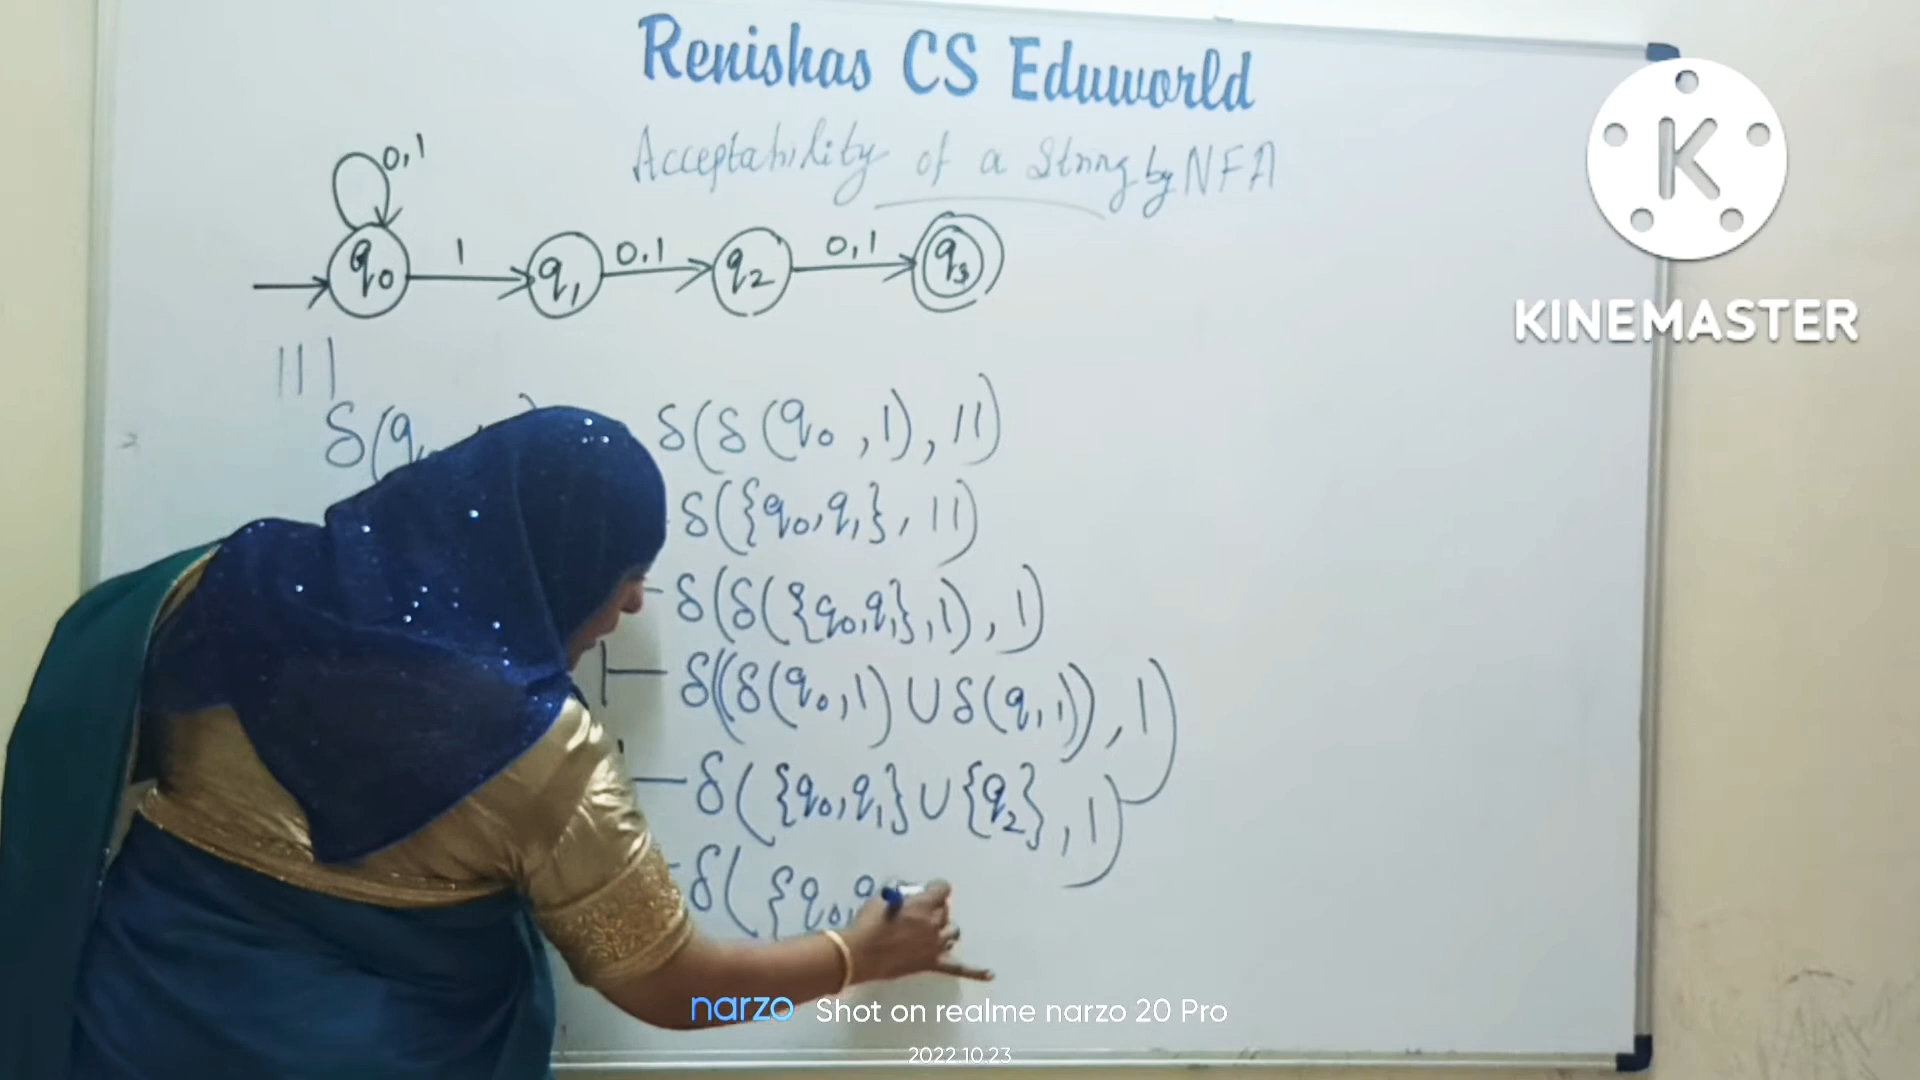 Renishas CS Eduworld
Acceptability of a String by NFA
0,1
q0 1 q1 0,1 q2 0,1 q3
K
KINEMASTER
111
δ(q δ(δ(q0,1),11)
δ({q0,q1},11)
δ(δ({q0,q1},1),1)
⊢ δ((δ(q0,1)∪δ(q1,1)),1)
δ({q0,q1}∪{q2},1)
δ({q0,q
narzo Shot on realme narzo 20 Pro
2022.10.23